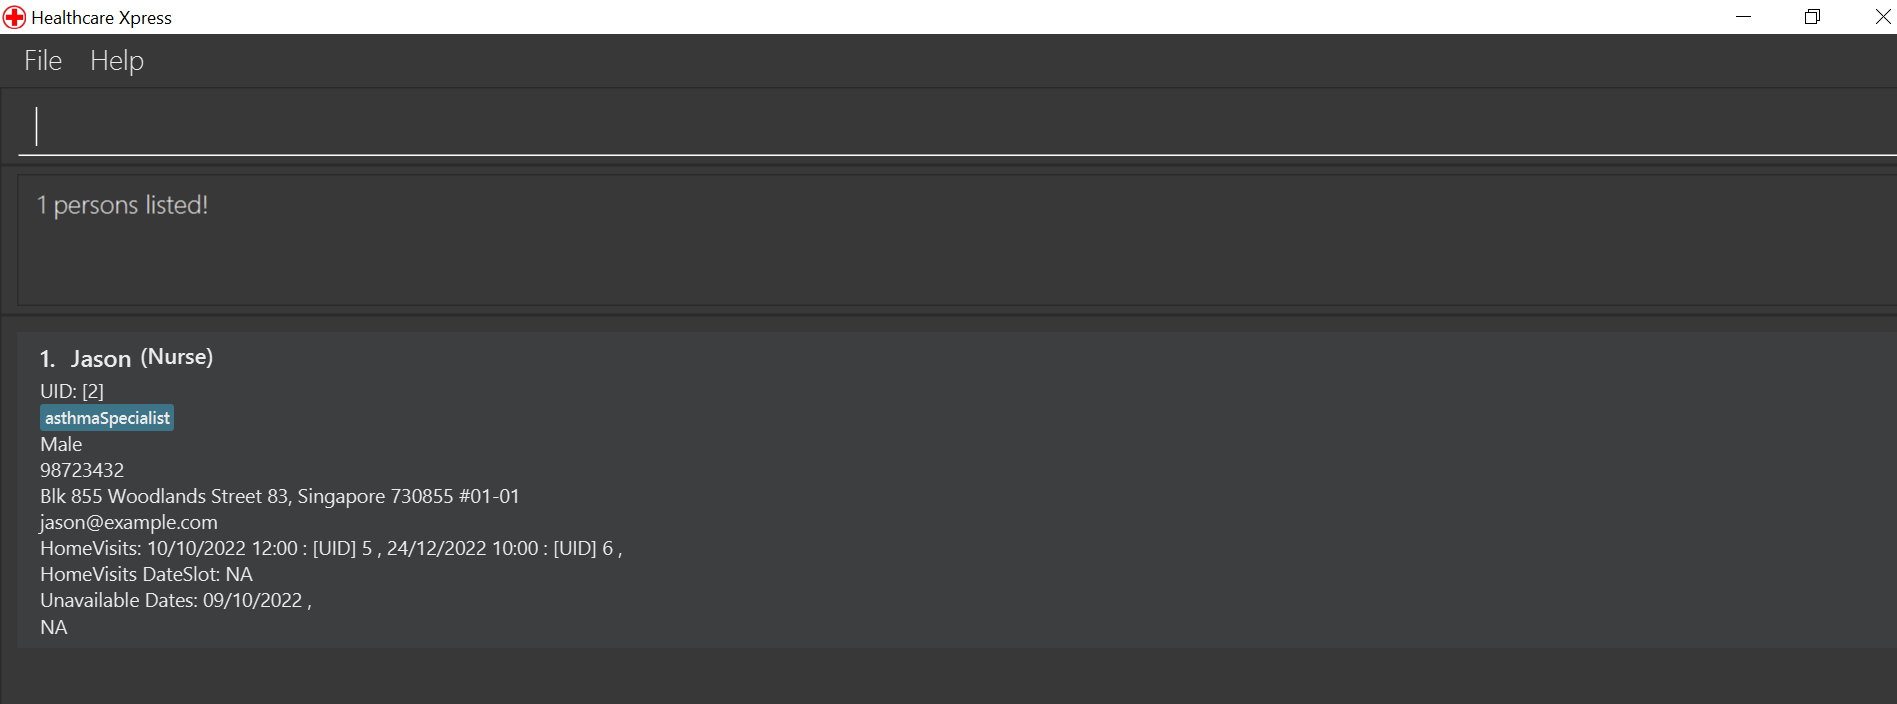 Healthcare Xpress
File Help
1 persons listed!
1. Jason (Nurse)
UID: [2]
asthmaSpecialist
Male
98723432
Blk 855 Woodlands Street 83, Singapore 730855 #01-01
jason@example.com
HomeVisits: 10/10/2022 12:00 : [UID] 5 , 24/12/2022 10:00 : [UID] 6 ,
HomeVisits DateSlot: NA
Unavailable Dates: 09/10/2022 ,
NA